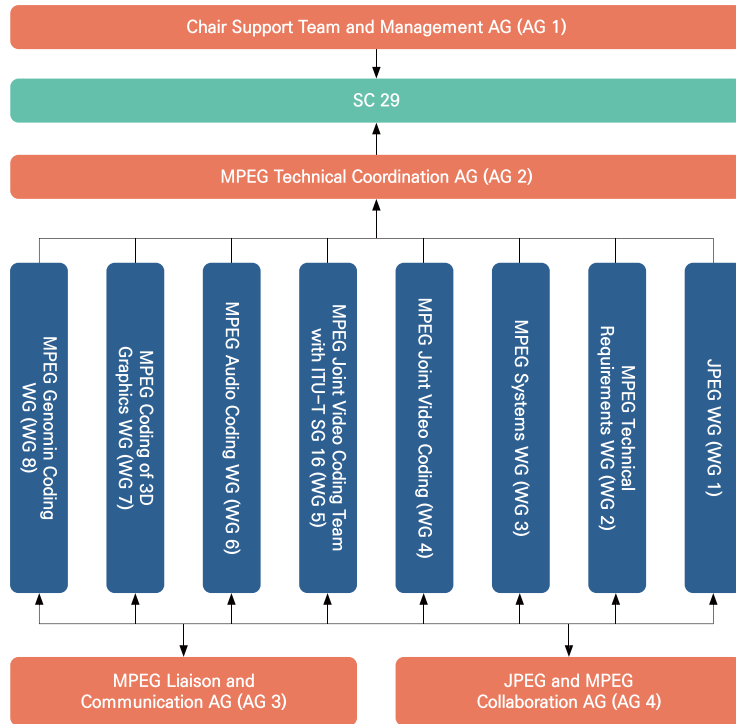 Chair Support Team and Management AG (AG 1)
SC 29
MPEG Technical Coordination AG (AG 2)
MPEG Genomin Coding
WG (WG 8)
MPEG Coding of 3D
Graphics WG (WG 7)
MPEG Audio Coding WG (WG 6)
MPEG Joint Video Coding Team
with ITU-T SG 16 (WG 5)
MPEG Joint Video Coding (WG 4)
MPEG Systems WG (WG 3)
MPEG Technical
Requirements WG (WG 2)
JPEG WG (WG 1)
MPEG Liaison and
Communication AG (AG 3)
JPEG and MPEG
Collaboration AG (AG 4)